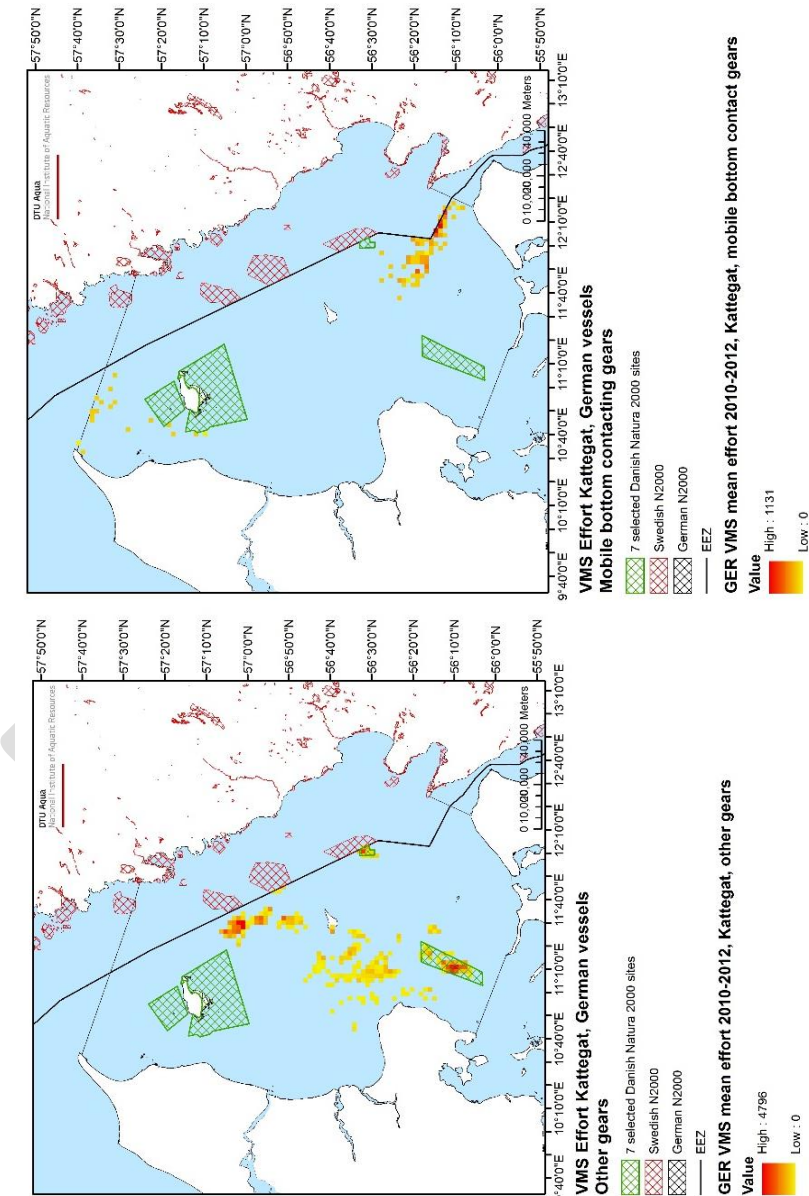 DTU Aqua
National Institute of Aquatic Resources
57°50'0"N
57°40'0"N
57°30'0"N
57°20'0"N
57°10'0"N
57°0'0"N
56°50'0"N
56°40'0"N
56°30'0"N
56°20'0"N
56°10'0"N
56°0'0"N
55°50'0"N
0 10,020,000 40,000 Meters
°40'0"E 10°10'0"E 10°40'0"E 11°10'0"E 11°40'0"E 12°10'0"E 12°40'0"E 13°10'0"E
VMS Effort Kattegat, German vessels
Other gears
7 selected Danish Natura 2000 sites
Swedish N2000
German N2000
EEZ
GER VMS mean effort 2010-2012, Kattegat, other gears
Value
High : 4796
Low : 0
DTU Aqua
National Institute of Aquatic Resources
57°50'0"N
57°40'0"N
57°30'0"N
57°20'0"N
57°10'0"N
57°0'0"N
56°50'0"N
56°40'0"N
56°30'0"N
56°20'0"N
56°10'0"N
56°0'0"N
55°50'0"N
0 10,020,000 40,000 Meters
9°40'0"E 10°10'0"E 10°40'0"E 11°10'0"E 11°40'0"E 12°10'0"E 12°40'0"E 13°10'0"E
VMS Effort Kattegat, German vessels
Mobile bottom contacting gears
7 selected Danish Natura 2000 sites
Swedish N2000
German N2000
EEZ
GER VMS mean effort 2010-2012, Kattegat, mobile bottom contact gears
Value
High : 1131
Low : 0